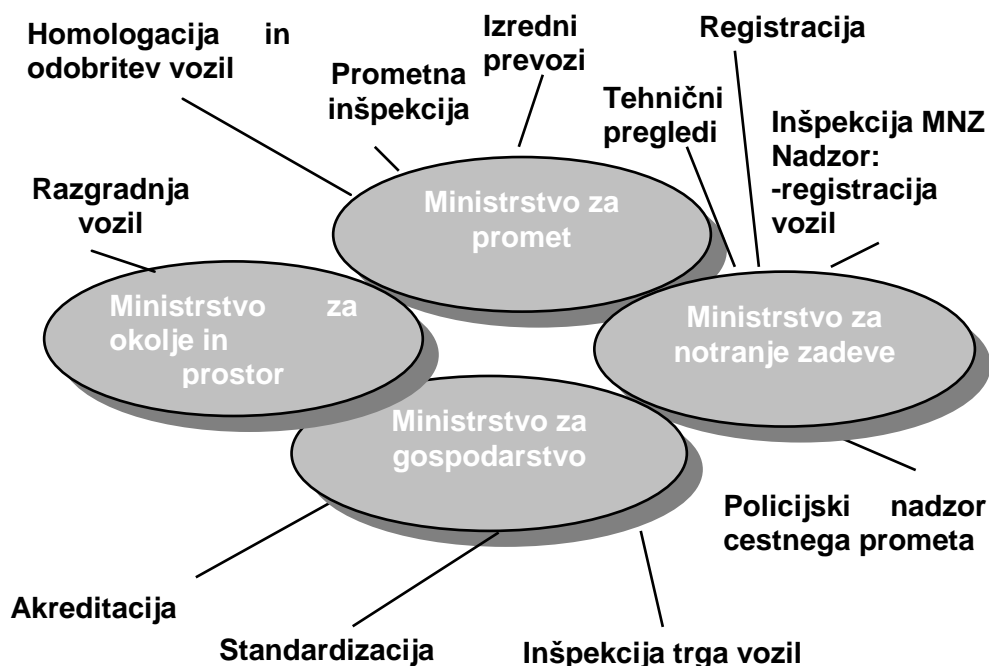 Homologacija in
odobritev vozil
Prometna
inšpekcija
Izredni
prevozi
Registracija
Tehnični
pregledi
Inšpekcija MNZ
Nadzor:
-registracija
vozil
Razgradnja
vozil
Ministrstvo za
promet
Ministrstvo za
okolje in
prostor
Ministrstvo za
notranje zadeve
Ministrstvo za
gospodarstvo
Policijski nadzor
cestnega prometa
Akreditacija
Standardizacija
Inšpekcija trga vozil